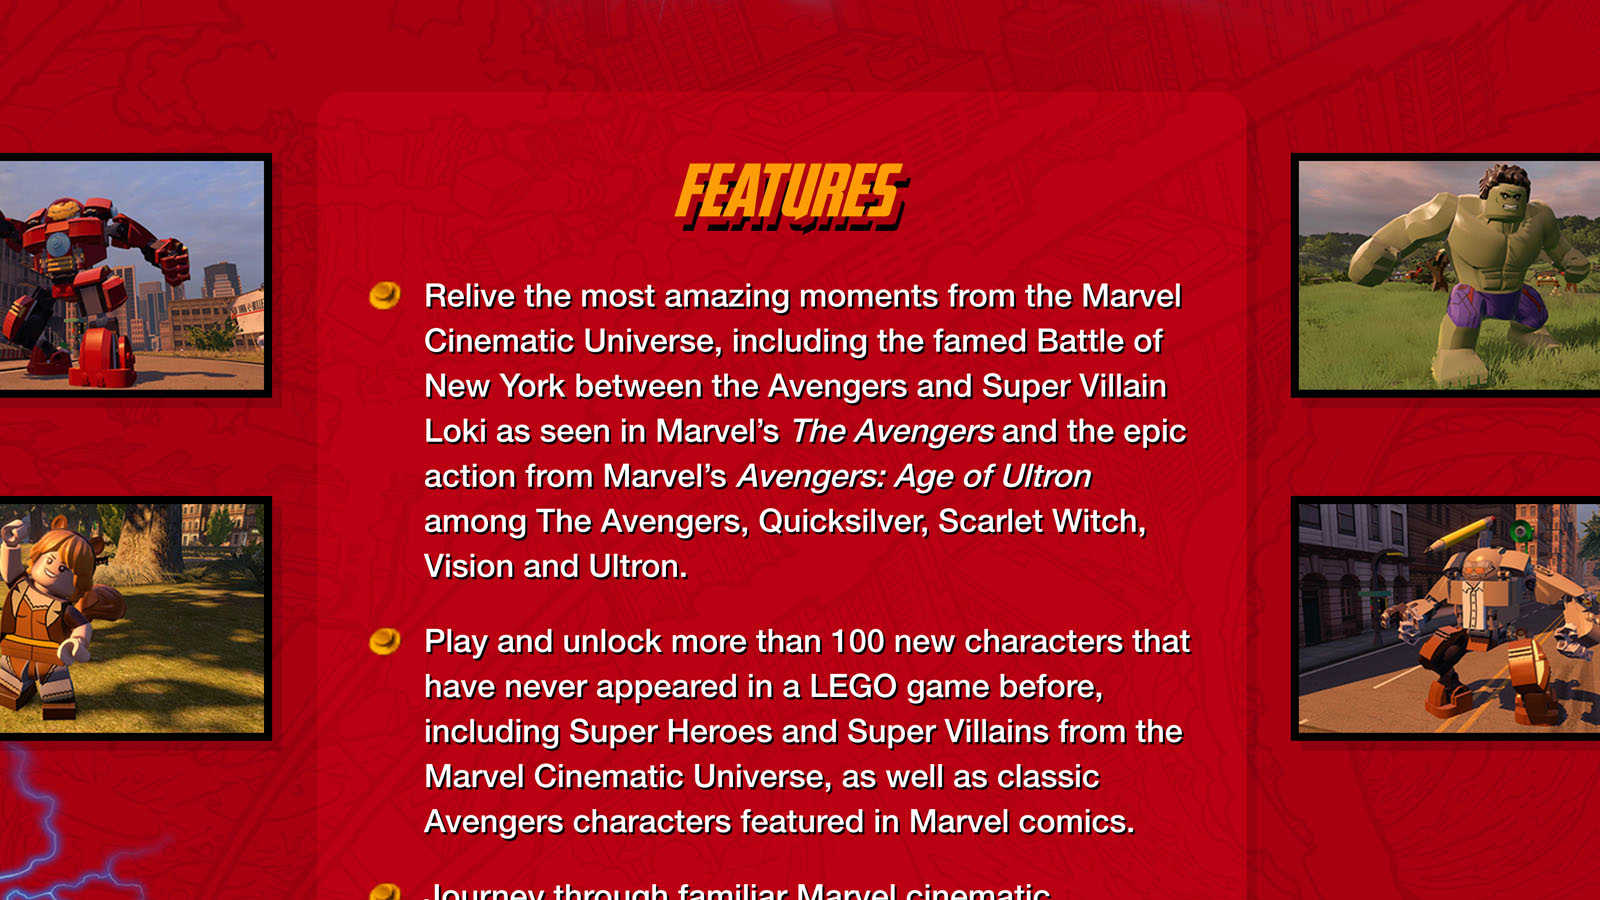 FEATURES
Relive the most amazing moments from the Marvel
Cinematic Universe, including the famed Battle of
New York between the Avengers and Super Villain
Loki as seen in Marvel’s The Avengers and the epic
action from Marvel’s Avengers: Age of Ultron
among The Avengers, Quicksilver, Scarlet Witch,
Vision and Ultron.
Play and unlock more than 100 new characters that
have never appeared in a LEGO game before,
including Super Heroes and Super Villains from the
Marvel Cinematic Universe, as well as classic
Avengers characters featured in Marvel comics.
Journey through familiar Marvel cinematic